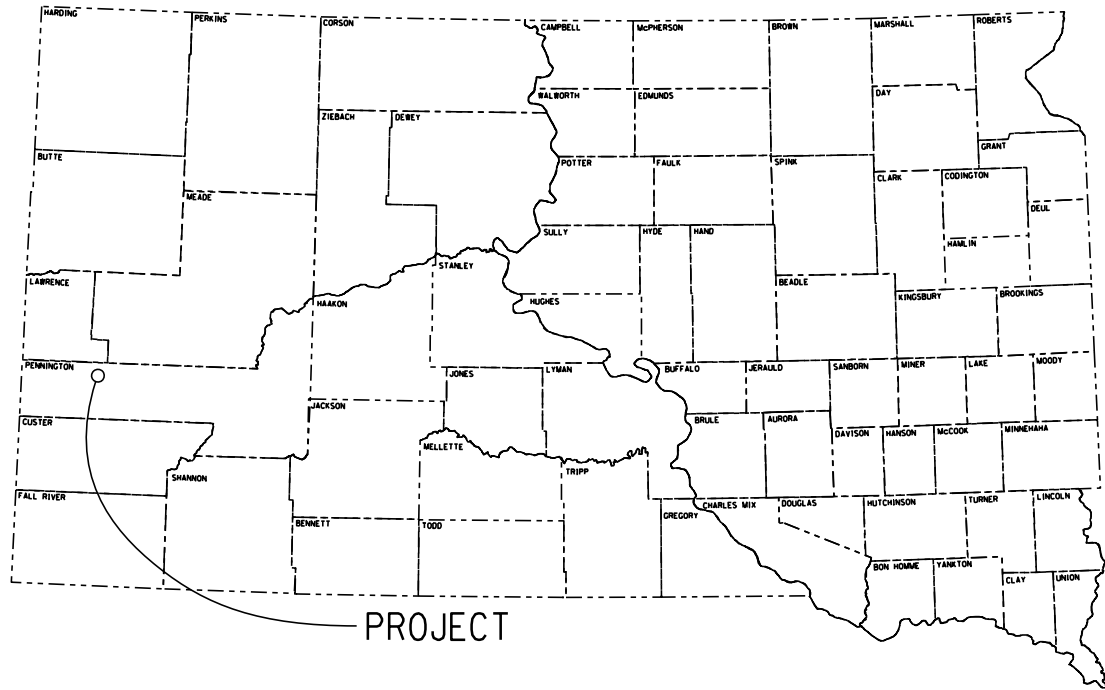 HARDING
PERKINS
CORSON
CAMPBELL
McPHERSON
BROWN
MARSHALL
ROBERTS
WALWORTH
EDMUNDS
DAY
ZIEBACH
DEWEY
GRANT
BUTTE
POTTER
FAULK
SPINK
CLARK
CODINGTON
MEADE
DEUL
SULLY
HYDE
HAND
HAMLIN
STANLEY
LAWRENCE
BEADLE
HAAKON
HUGHES
KINGSBURY
BROOKINGS
PENNINGTON
JONES
LYMAN
BUFFALO
JERAULD
SANBORN
MINER
LAKE
MOODY
JACKSON
CUSTER
BRULE
AURORA
DAVISON
HANSON
McCOOK
MINNEHAHA
MELLETTE
SHANNON
TRIPP
FALL RIVER
GREGORY
CHARLES MIX
DOUGLAS
HUTCHINSON
TURNER
LINCOLN
BENNETT
TODD
BON HOMME
YANKTON
CLAY
UNION
PROJECT